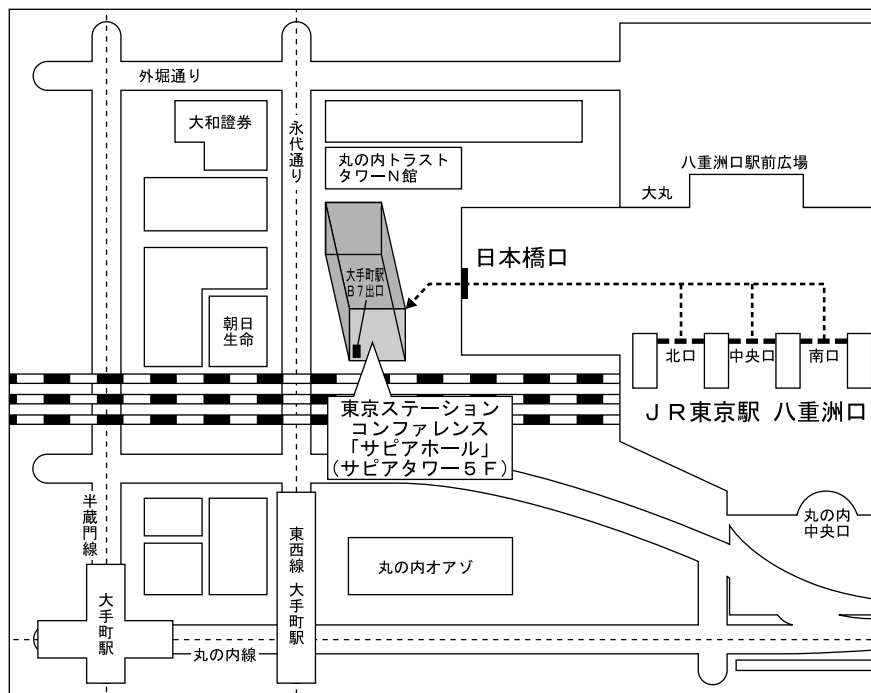 外堀通り
大和證券
永代通り
丸の内トラスト
タワーN館
八重洲口駅前広場
大丸
日本橋口
大手町駅
B7出口
朝日
生命
北口
中央口
南口
JR東京駅 八重洲口
東京ステーション
コンファレンス
「サピアホール」
(サピアタワー5F)
半蔵門線
東西線 大手町駅
丸の内
中央口
丸の内オアゾ
大手町駅
丸の内線